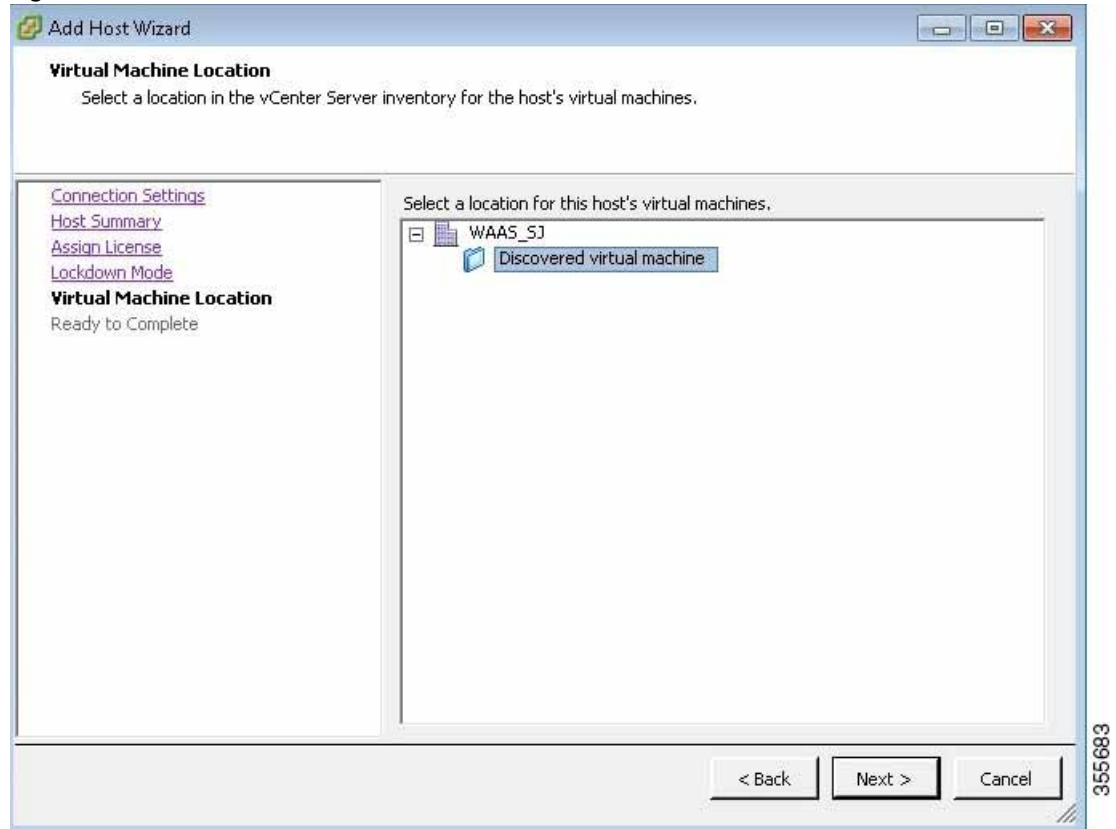 Add Host Wizard
Virtual Machine Location
Select a location in the vCenter Server inventory for the host's virtual machines.
Connection Settings
Host Summary
Assign License
Lockdown Mode
Virtual Machine Location
Ready to Complete
Select a location for this host's virtual machines.
WAAS_SJ
Discovered virtual machine
< Back
Next >
Cancel
355683